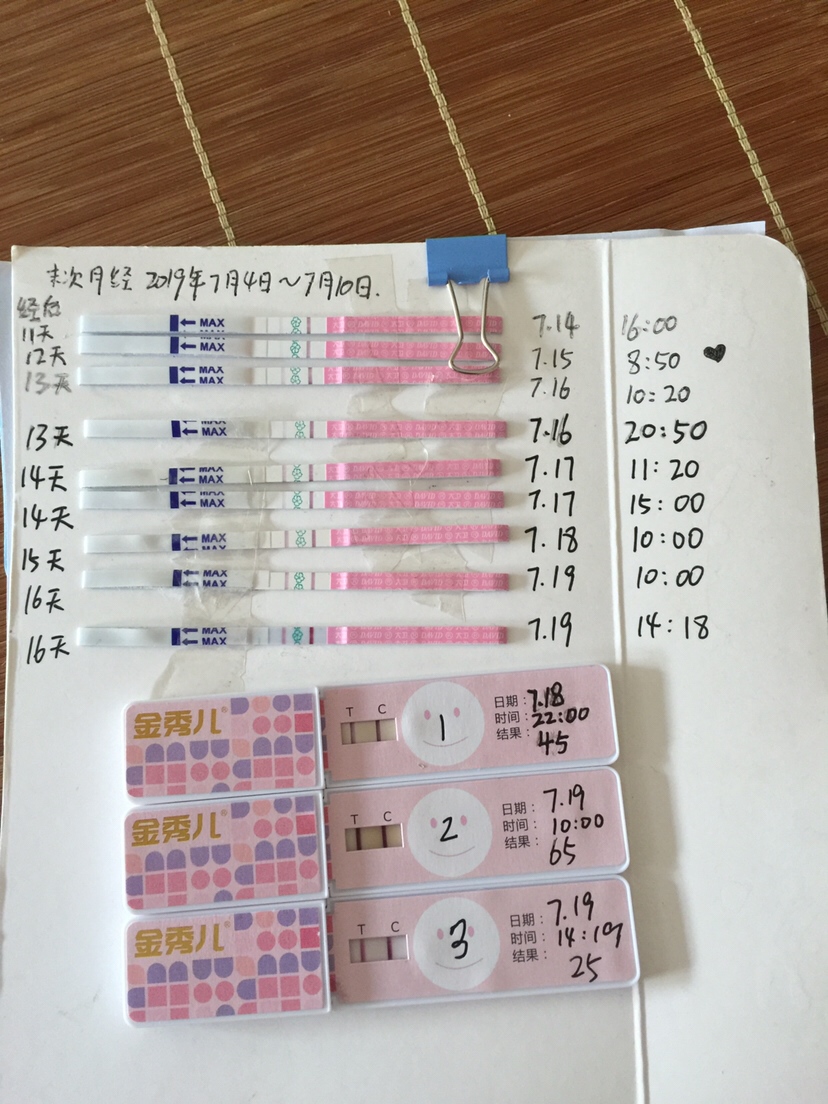 末次月经 2019年7月4日~7月10日.
经后
11天 ←MAX 7.14 16:00
12天 ←MAX 7.15 8:50
13天 ←MAX 7.16 10:20
13天 ←MAX 7.16 20:50
14天 ←MAX 7.17 11:20
14天 ←MAX 7.17 15:00
15天 ←MAX 7.18 10:00
16天 ←MAX 7.19 10:00
16天 ←MAX 7.19 14:18
金秀儿®
T C
1
日期:7.18
时间:22:00
结果:45
金秀儿®
T C
2
日期:7.19
时间:10:00
结果:65
金秀儿®
T C
3
日期:7.19
时间:14:19
结果:25